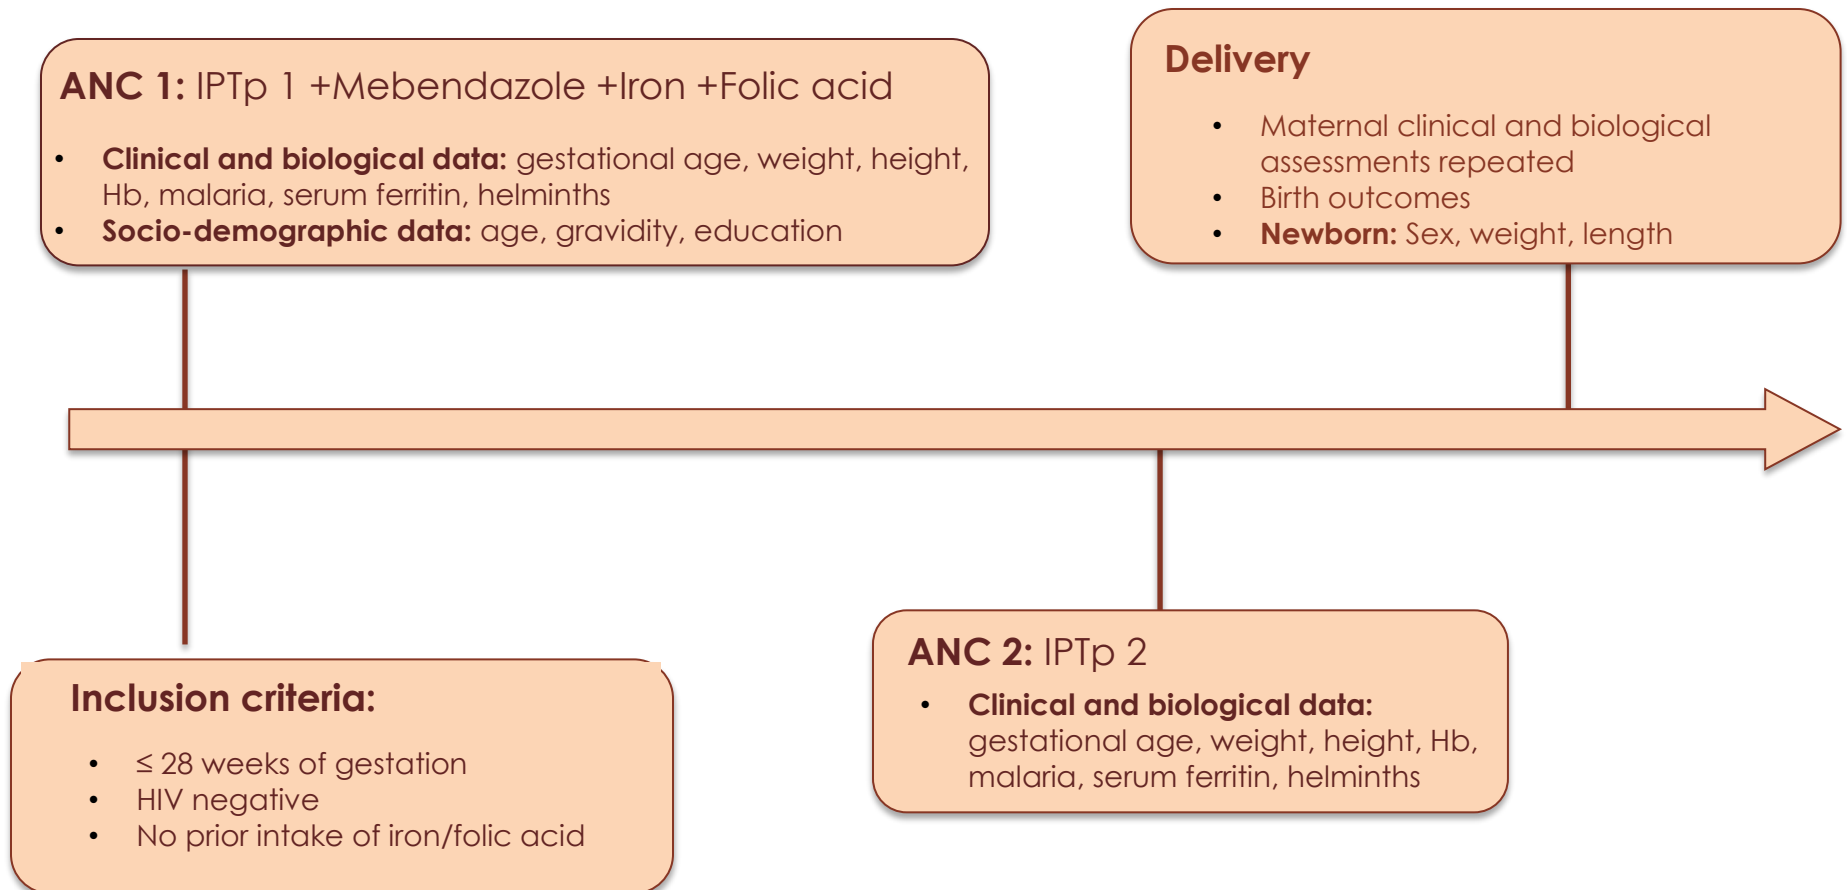 ANC 1: IPTp 1 +Mebendazole +Iron +Folic acid
• Clinical and biological data: gestational age, weight, height,
Hb, malaria, serum ferritin, helminths
• Socio-demographic data: age, gravidity, education
Delivery
• Maternal clinical and biological
assessments repeated
• Birth outcomes
• Newborn: Sex, weight, length
Inclusion criteria:
• ≤ 28 weeks of gestation
• HIV negative
• No prior intake of iron/folic acid
ANC 2: IPTp 2
• Clinical and biological data:
gestational age, weight, height, Hb,
malaria, serum ferritin, helminths